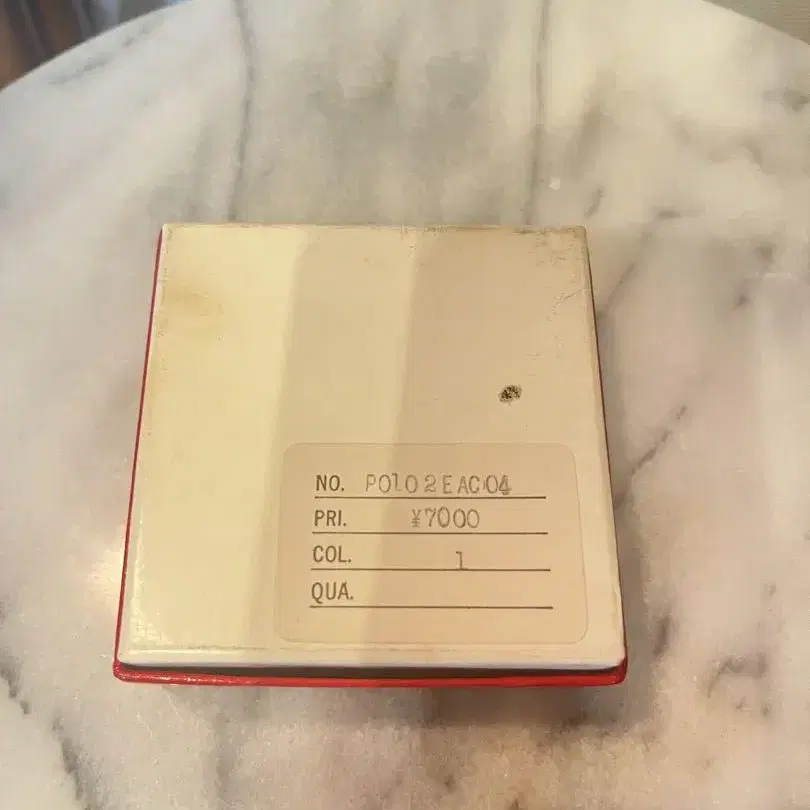 NO. POLO2EAC04
PRI. ¥7000
COL. 1
QUA.